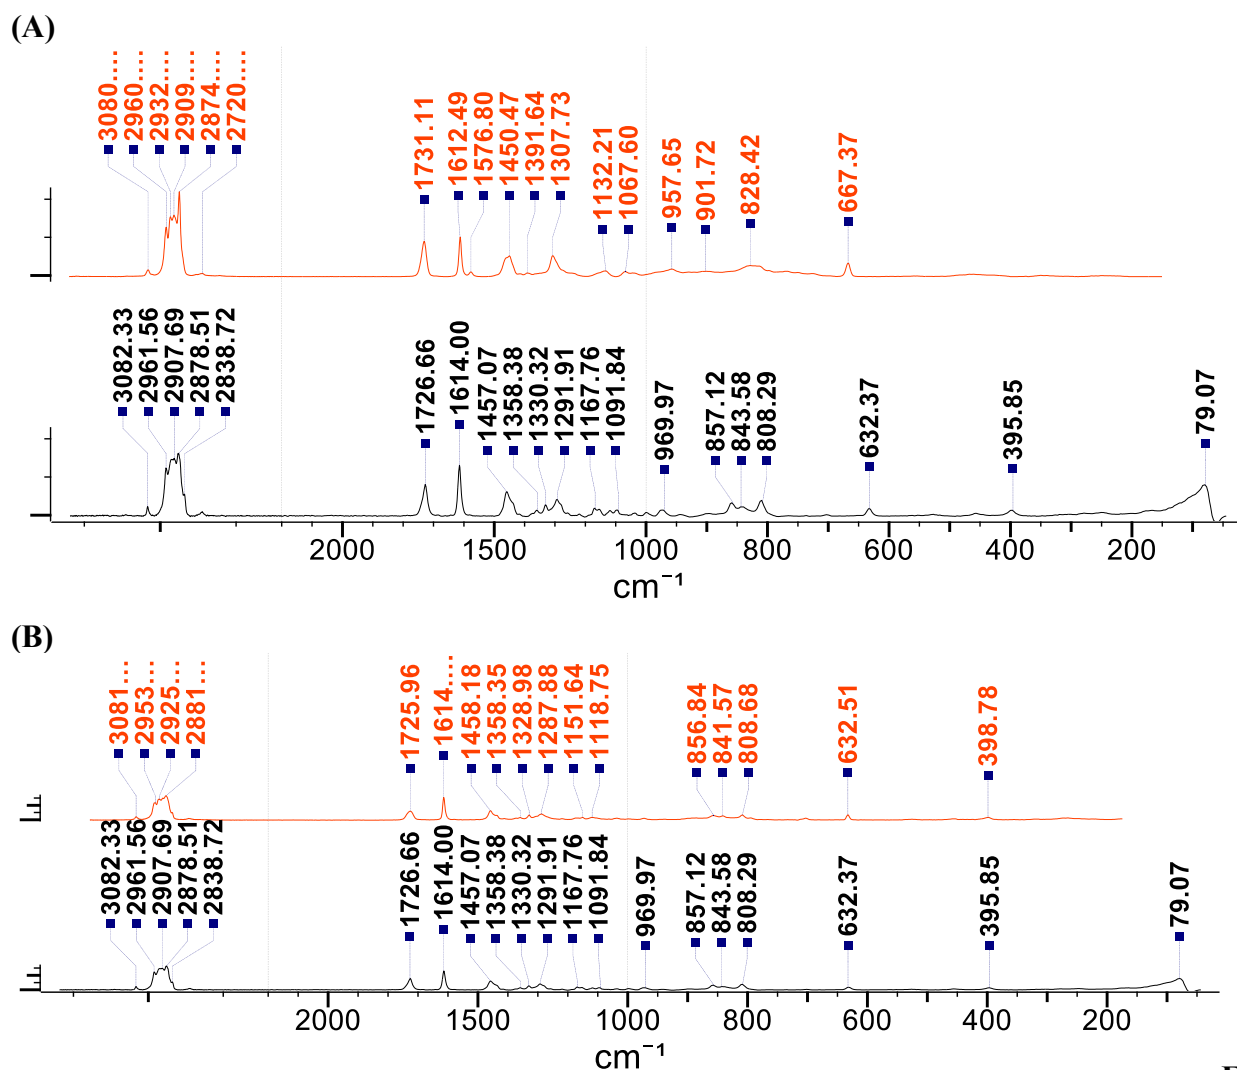 (A)
3080.... 2960.... 2932.... 2909.... 2874.... 2720.... 1731.11 1612.49 1576.80 1450.47 1391.64 1307.73 1132.21 1067.60 957.65 901.72 828.42 667.37
3082.33 2961.56 2907.69 2878.51 2838.72 1726.66 1614.00 1457.07 1358.38 1330.32 1291.91 1167.76 1091.84 969.97 857.12 843.58 808.29 632.37 395.85 79.07
2000 1500 1000 800 600 400 200
cm⁻¹
(B)
3081... 2953... 2925... 2881... 1725.96 1614.... 1458.18 1358.35 1328.98 1287.88 1151.64 1118.75 856.84 841.57 808.68 632.51 398.78
3082.33 2961.56 2907.69 2878.51 2838.72 1726.66 1614.00 1457.07 1358.38 1330.32 1291.91 1167.76 1091.84 969.97 857.12 843.58 808.29 632.37 395.85 79.07
2000 1500 1000 800 600 400 200
cm⁻¹